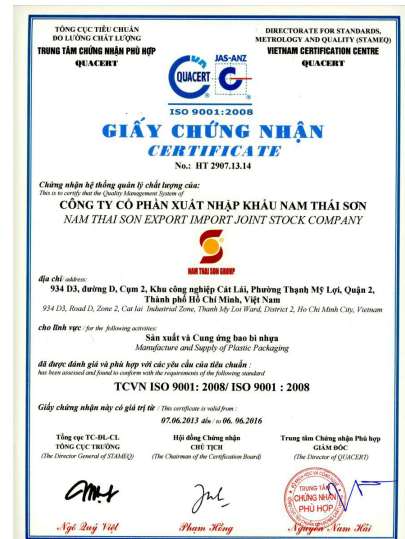 TỔNG CỤC TIÊU CHUẨN
ĐO LƯỜNG CHẤT LƯỢNG
TRUNG TÂM CHỨNG NHẬN PHÙ HỢP
QUACERT
DIRECTORATE FOR STANDARDS,
METROLOGY AND QUALITY (STAMEQ)
VIETNAM CERTIFICATION CENTRE
QUACERT
QUACERT
JAS-ANZ
ISO 9001:2008
GIẤY CHỨNG NHẬN
CERTIFICATE
No.: HT 2907.13.14
Chứng nhận hệ thống quản lý chất lượng của:
This is to certify that the Quality Management System of
CÔNG TY CỔ PHẦN XUẤT NHẬP KHẨU NAM THÁI SƠN
NAM THAI SON EXPORT IMPORT JOINT STOCK COMPANY
NAM THAI SON GROUP
địa chỉ/ address:
934 D3, đường D, Cụm 2, Khu công nghiệp Cát Lái, Phường Thạnh Mỹ Lợi, Quận 2,
Thành phố Hồ Chí Minh, Việt Nam
934 D3, Road D, Zone 2, Cat lai Industrial Zone, Thanh My Loi Ward, District 2, Ho Chi Minh City, Vietnam
cho lĩnh vực / for the following activities:
Sản xuất và Cung ứng bao bì nhựa
Manufacture and Supply of Plastic Packaging
đã được đánh giá và phù hợp với các yêu cầu của tiêu chuẩn :
has been assessed and found to conform with the requirements of the following standard
TCVN ISO 9001: 2008/ ISO 9001 : 2008
Giấy chứng nhận này có giá trị từ / This certificate is valid from :
07.06.2013 đến / to 06. 06.2016
Tổng cục TC-ĐL-CL
TỔNG CỤC TRƯỞNG
(The Director General of STAMEQ)
Hội đồng Chứng nhận
CHỦ TỊCH
(The Chairman of the Certification Board)
Trung tâm Chứng nhận Phù hợp
GIÁM ĐỐC
(The Director of QUACERT)
TRUNG TÂM
CHỨNG NHẬN
PHÙ HỢP
Ngô Quý Việt
Phạm Hồng
Nguyễn Nam Hải